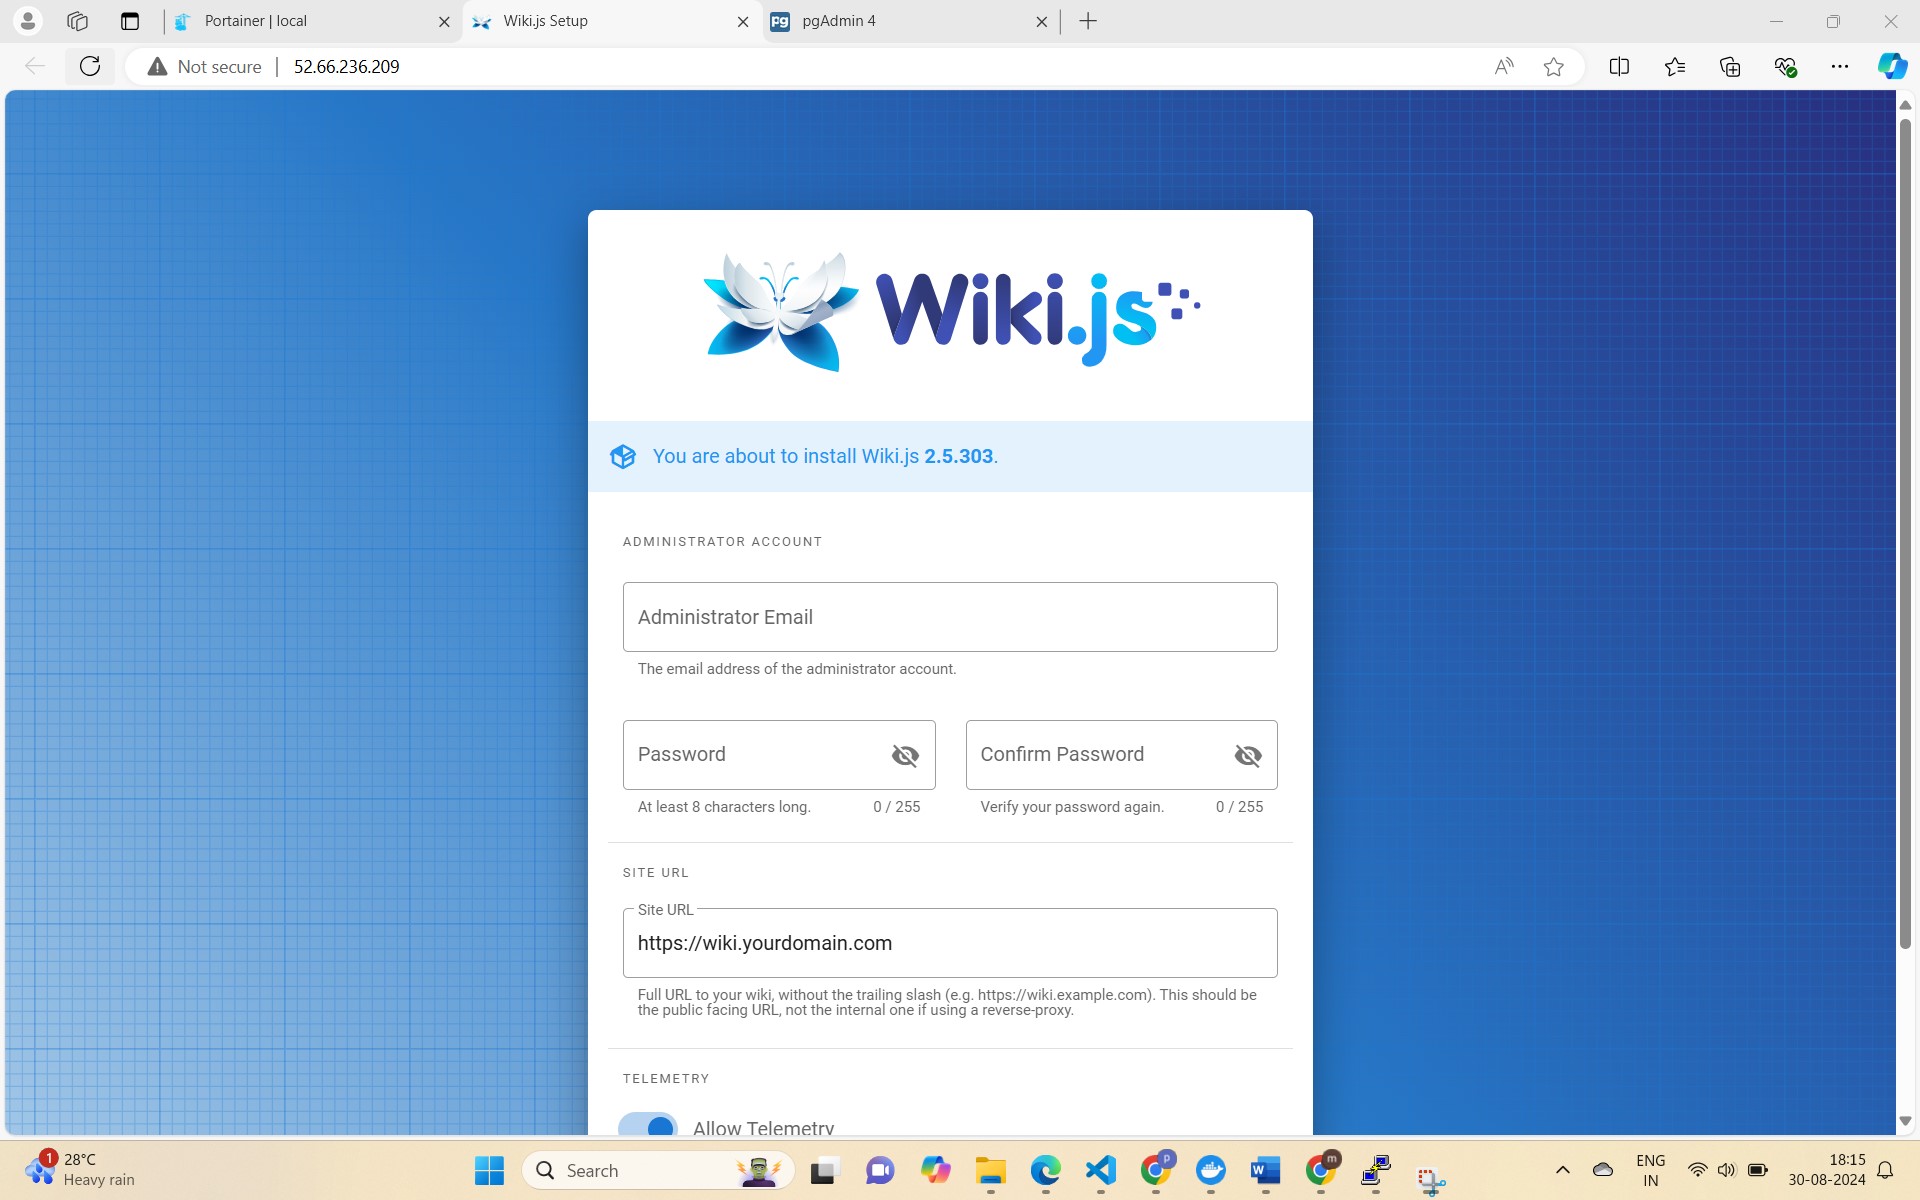 Portainer | local
Wiki.js Setup
pgAdmin 4
Not secure
52.66.236.209
Wiki.js
You are about to install Wiki.js 2.5.303.
ADMINISTRATOR ACCOUNT
Administrator Email
The email address of the administrator account.
Password
Confirm Password
At least 8 characters long.
0 / 255
Verify your password again.
0 / 255
SITE URL
Site URL
https://wiki.yourdomain.com
Full URL to your wiki, without the trailing slash (e.g. https://wiki.example.com). This should be
the public facing URL, not the internal one if using a reverse-proxy.
TELEMETRY
Allow Telemetry
1
28°C
Heavy rain
Search
p
m
ENG
IN
18:15
30-08-2024